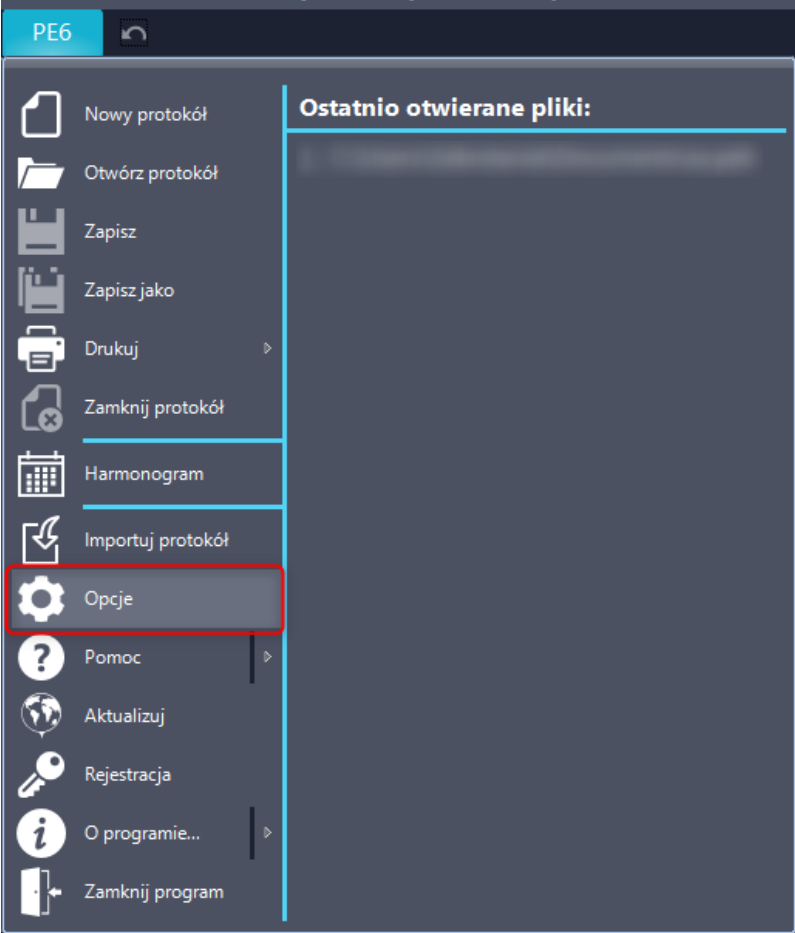 PE6
Nowy protokół
Otwórz protokół
Zapisz
Zapisz jako
Drukuj
Zamknij protokół
Harmonogram
Importuj protokół
Opcje
Pomoc
Aktualizuj
Rejestracja
O programie...
Zamknij program
Ostatnio otwierane pliki: